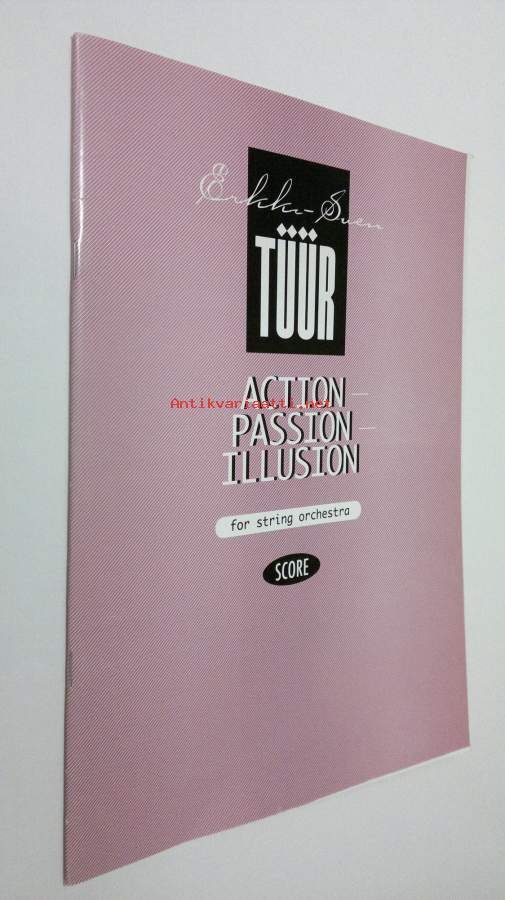 Erkki-Sven
TÜÜR
ACTION –
Antikvariaatti.net
PASSION –
ILLUSION
for string orchestra
SCORE